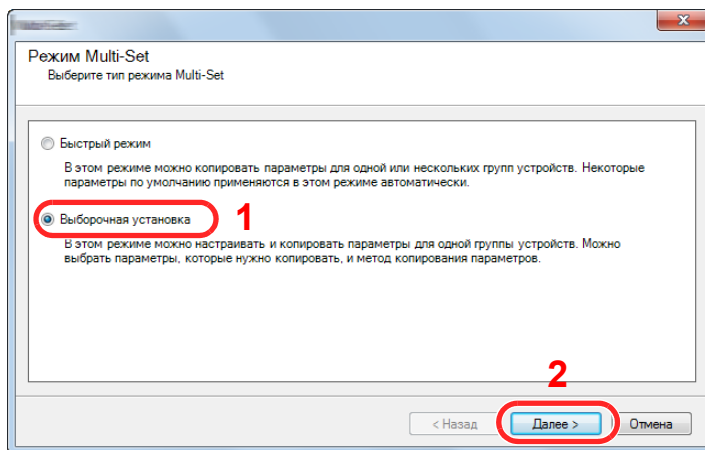 Режим Multi-Set
Выберите тип режима Multi-Set
Быстрый режим
В этом режиме можно копировать параметры для одной или нескольких групп устройств. Некоторые
параметры по умолчанию применяются в этом режиме автоматически.
Выборочная установка 1
В этом режиме можно настраивать и копировать параметры для одной группы устройств. Можно
выбрать параметры, которые нужно копировать, и метод копирования параметров.
2
< Назад Далее > Отмена